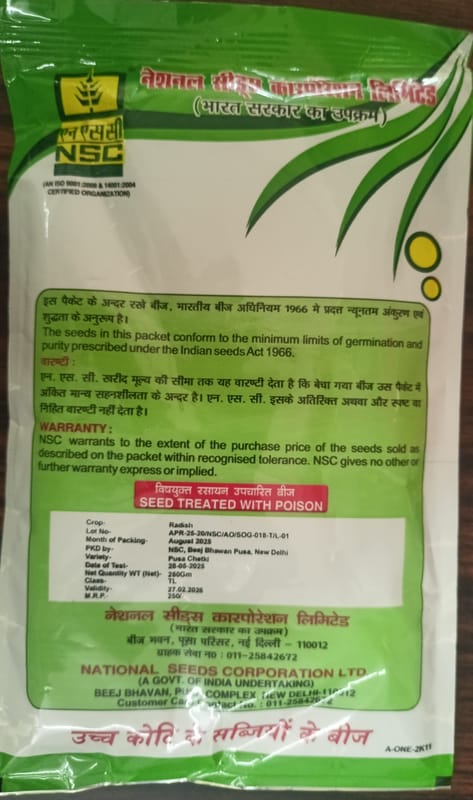 नेशनल सीड्स कारपोरेशन लिमिटेड
(भारत सरकार का उपक्रम)
एन एस सी
NSC
(AN ISO 9001:2008 & 14001:2004
CERTIFIED ORGANIZATION)
इस पैकेट के अन्दर रखे बीज, भारतीय बीज अधिनियम 1966 मे प्रदत्त न्यूनतम अंकुरण एवं
शुद्धता के अनुरूप है।
The seeds in this packet conform to the minimum limits of germination and
purity prescribed under the Indian seeds Act 1966.
वारण्टी :
एन. एस. सी. खरीद मूल्य की सीमा तक यह वारण्टी देता है कि बेचा गया बीज उस पैकेट में
अंकित मान्य सहनशीलता के अन्दर है। एन. एस. सी. इसके अतिरिक्त अथवा और स्पष्ट वा
निहित वारण्टी नहीं देता है।
WARRANTY :
NSC warrants to the extent of the purchase price of the seeds sold as
described on the packet within recognised tolerance. NSC gives no other or
further warranty express or implied.
विषयुक्त रसायन उपचारित बीज
SEED TREATED WITH POISON
Crop- Radish
Lot No- APR-25-20/NSC/AO/SOG-018-T/L-01
Month of Packing- August 2025
PKD by- NSC, Beej Bhawan Pusa, New Delhi
Variety- Pusa Chetki
Date of Test- 28-05-2025
Net Quantity WT (Net)- 250Gm
Class- TL
Validity- 27.02.2026
M.R.P.- 250/-
नेशनल सीड्स कारपोरेशन लिमिटेड
(भारत सरकार का उपक्रम)
बीज भवन, पूसा परिसर, नई दिल्ली - 110012
ग्राहक सेवा न० : 011-25842672
NATIONAL SEEDS CORPORATION LTD.
(A GOVT. OF INDIA UNDERTAKING)
BEEJ BHAVAN, PUSA COMPLEX, NEW DELHI-110012
Customer Care Contact No. : 011-25842672
उच्च कोटि के सब्जियों के बीज
A-ONE-2K11